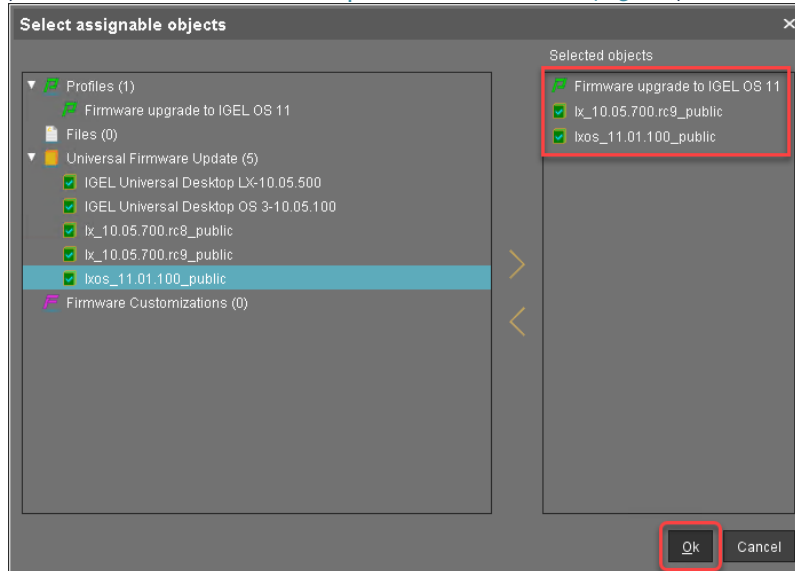 Select assignable objects
Selected objects
Profiles (1)
Firmware upgrade to IGEL OS 11
Files (0)
Universal Firmware Update (5)
IGEL Universal Desktop LX-10.05.500
IGEL Universal Desktop OS 3-10.05.100
lx_10.05.700.rc8_public
lx_10.05.700.rc9_public
lxos_11.01.100_public
Firmware Customizations (0)
Firmware upgrade to IGEL OS 11
lx_10.05.700.rc9_public
lxos_11.01.100_public
Ok
Cancel